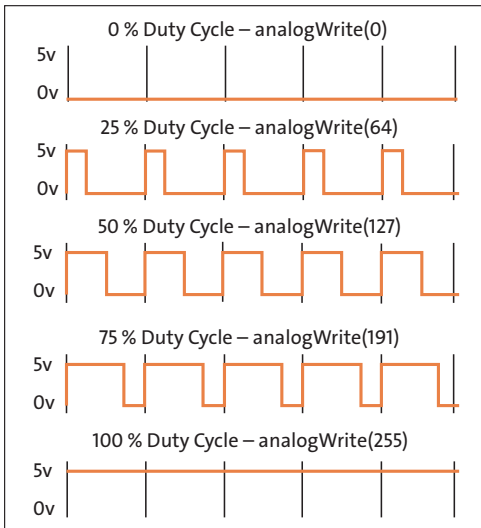 0 % Duty Cycle – analogWrite(0)
5v
0v
25 % Duty Cycle – analogWrite(64)
5v
0v
50 % Duty Cycle – analogWrite(127)
5v
0v
75 % Duty Cycle – analogWrite(191)
5v
0v
100 % Duty Cycle – analogWrite(255)
5v
0v